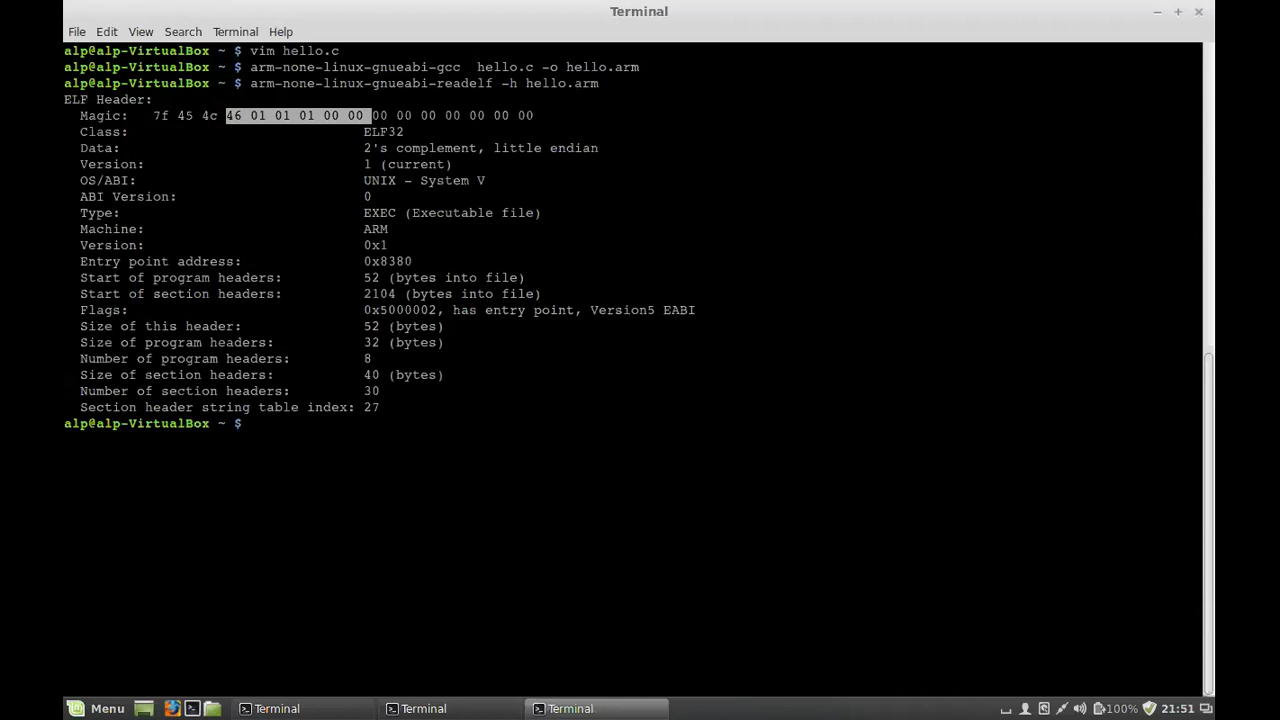 Terminal
File Edit View Search Terminal Help
alp@alp-VirtualBox ~ $ vim hello.c
alp@alp-VirtualBox ~ $ arm-none-linux-gnueabi-gcc  hello.c -o hello.arm
alp@alp-VirtualBox ~ $ arm-none-linux-gnueabi-readelf -h hello.arm
ELF Header:
  Magic:   7f 45 4c 46 01 01 01 00 00 00 00 00 00 00 00 00
  Class:                             ELF32
  Data:                              2's complement, little endian
  Version:                           1 (current)
  OS/ABI:                            UNIX - System V
  ABI Version:                       0
  Type:                              EXEC (Executable file)
  Machine:                           ARM
  Version:                           0x1
  Entry point address:               0x8380
  Start of program headers:          52 (bytes into file)
  Start of section headers:          2104 (bytes into file)
  Flags:                             0x5000002, has entry point, Version5 EABI
  Size of this header:               52 (bytes)
  Size of program headers:           32 (bytes)
  Number of program headers:         8
  Size of section headers:           40 (bytes)
  Number of section headers:         30
  Section header string table index: 27
alp@alp-VirtualBox ~ $
Menu Terminal Terminal Terminal 100% 21:51